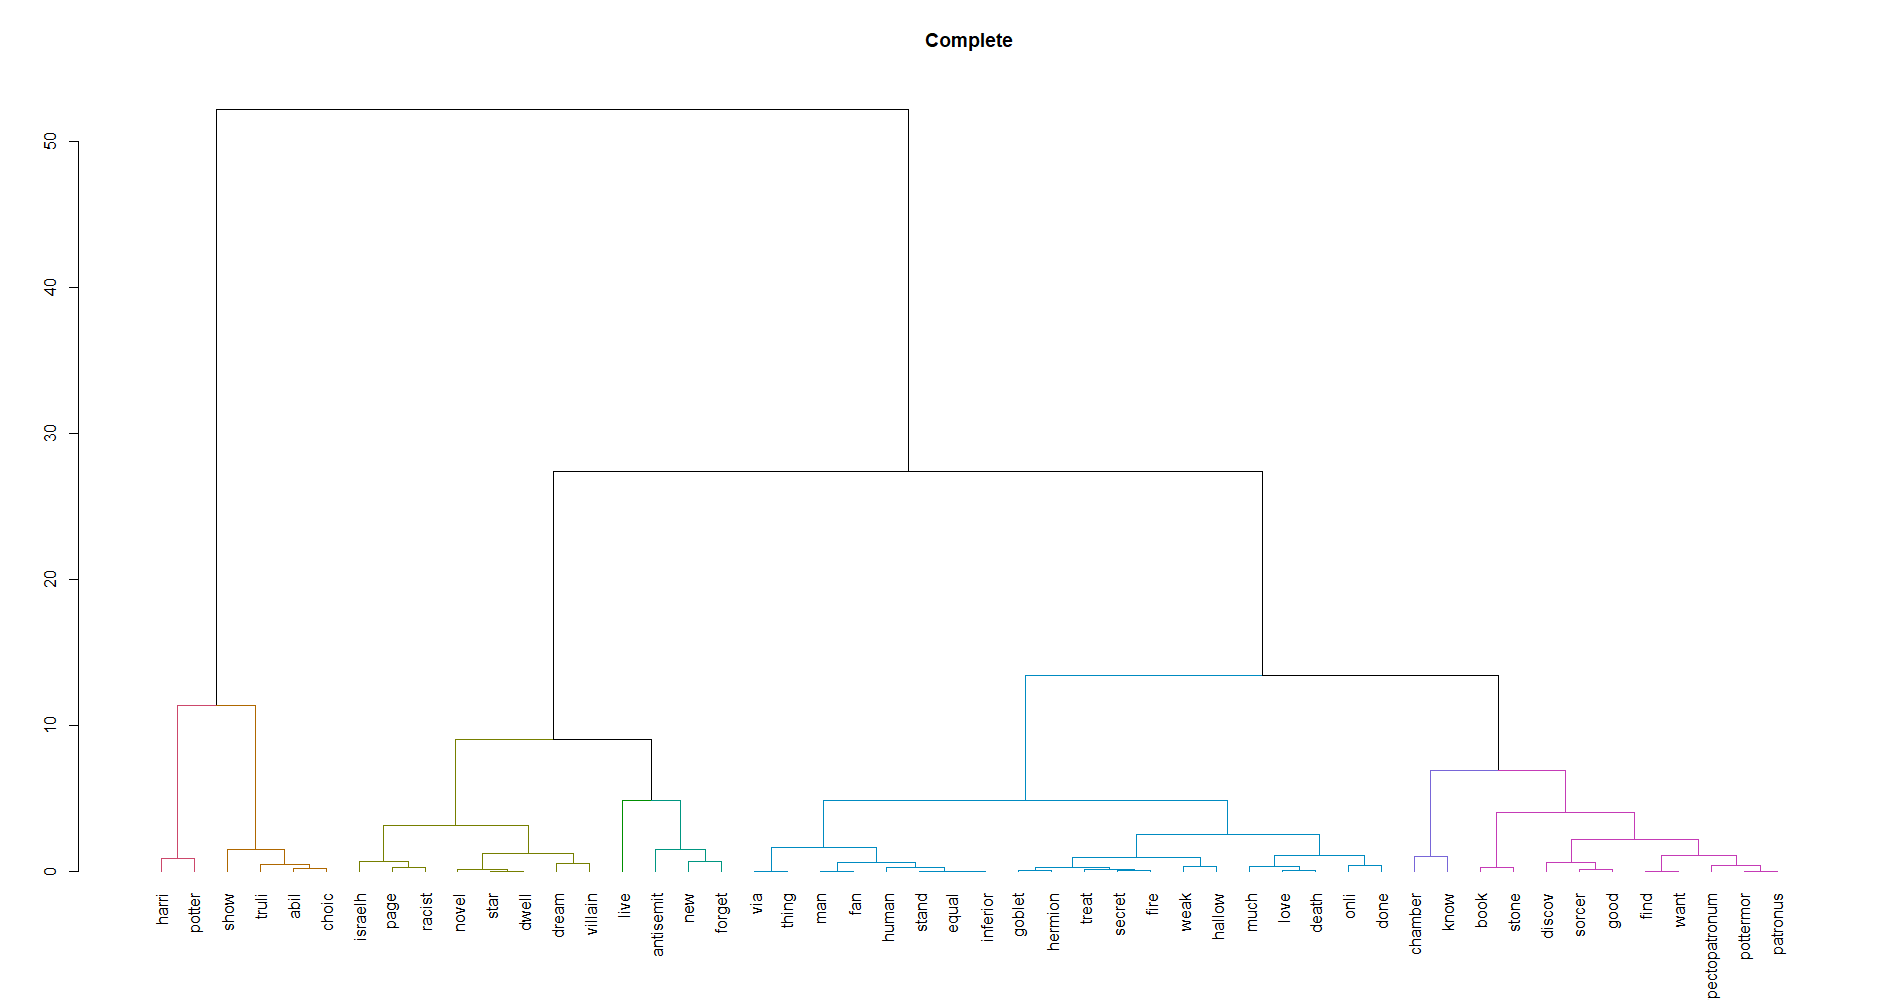 Complete
50
40
30
20
10
0
harri
potter
show
truli
abil
choic
israelh
page
racist
novel
star
dwell
dream
villain
live
antisemit
new
forget
via
thing
man
fan
human
stand
equal
inferior
goblet
hermion
treat
secret
fire
weak
hallow
much
love
death
onli
done
chamber
know
book
stone
discov
sorcer
good
find
want
pectopatronum
pottermor
patronus